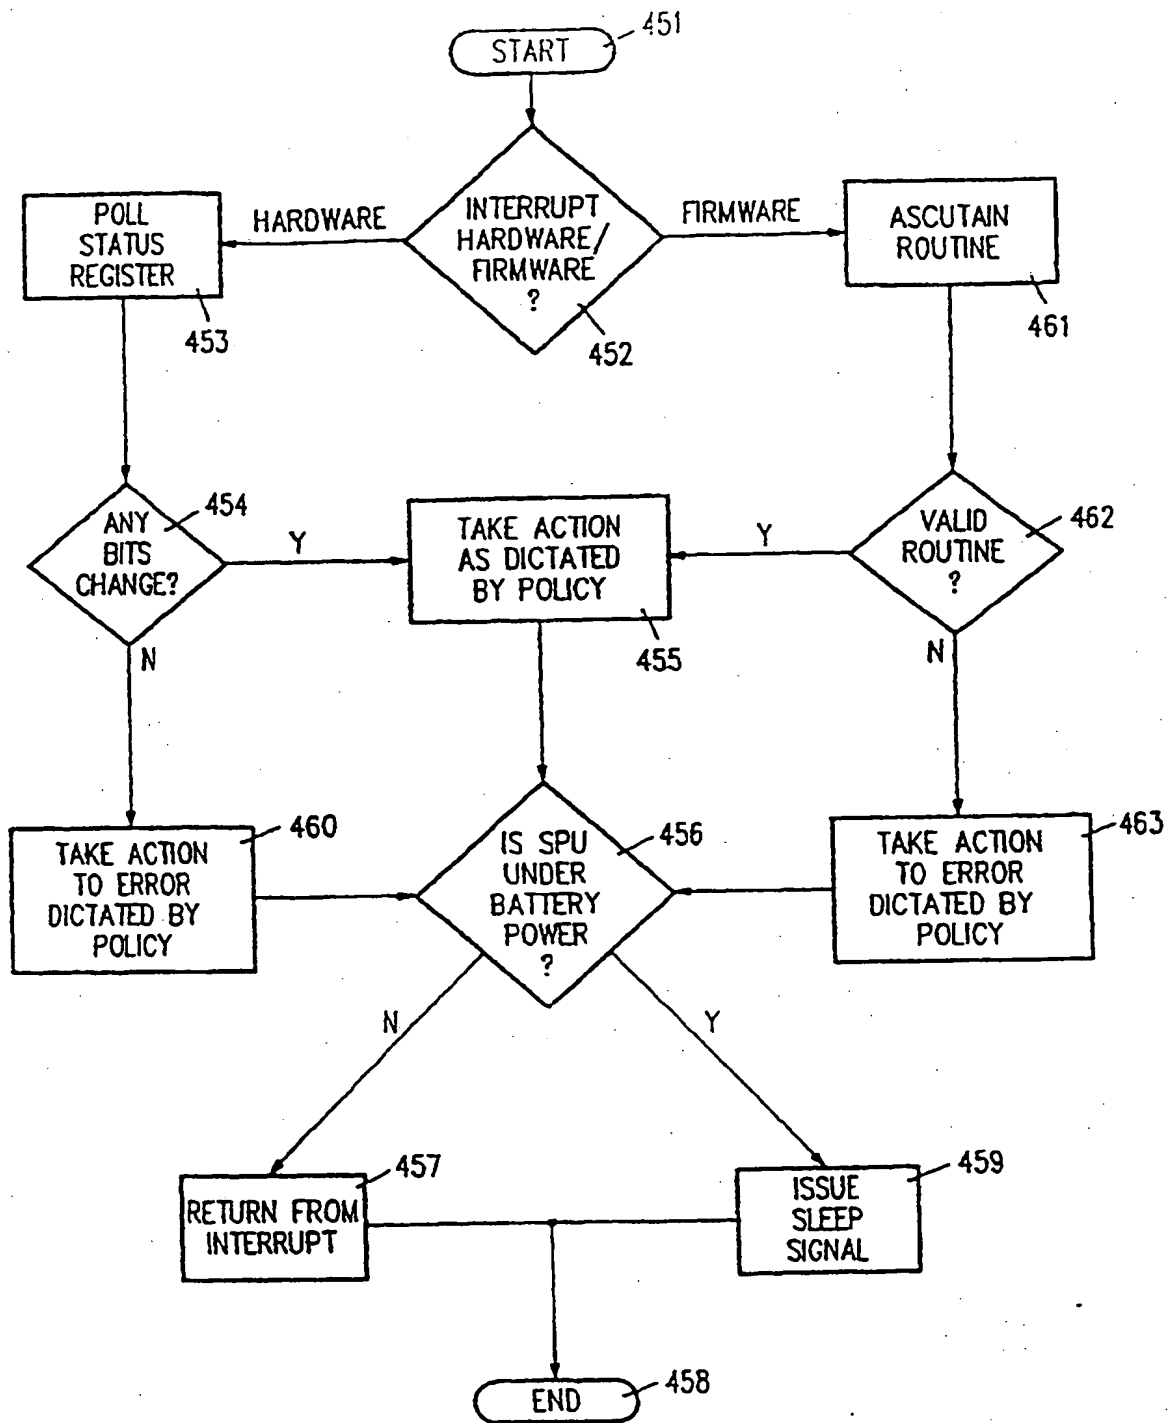 451
START
HARDWARE
INTERRUPT
HARDWARE/
FIRMWARE
?
452
FIRMWARE
POLL
STATUS
REGISTER
453
ASCUTAIN
ROUTINE
461
ANY
BITS
CHANGE?
454
Y
N
TAKE ACTION
AS DICTATED
BY POLICY
455
Y
VALID
ROUTINE
?
462
N
TAKE ACTION
TO ERROR
DICTATED BY
POLICY
460
IS SPU
UNDER
BATTERY
POWER
?
456
TAKE ACTION
TO ERROR
DICTATED BY
POLICY
463
N
Y
RETURN FROM
INTERRUPT
457
ISSUE
SLEEP
SIGNAL
459
END
458